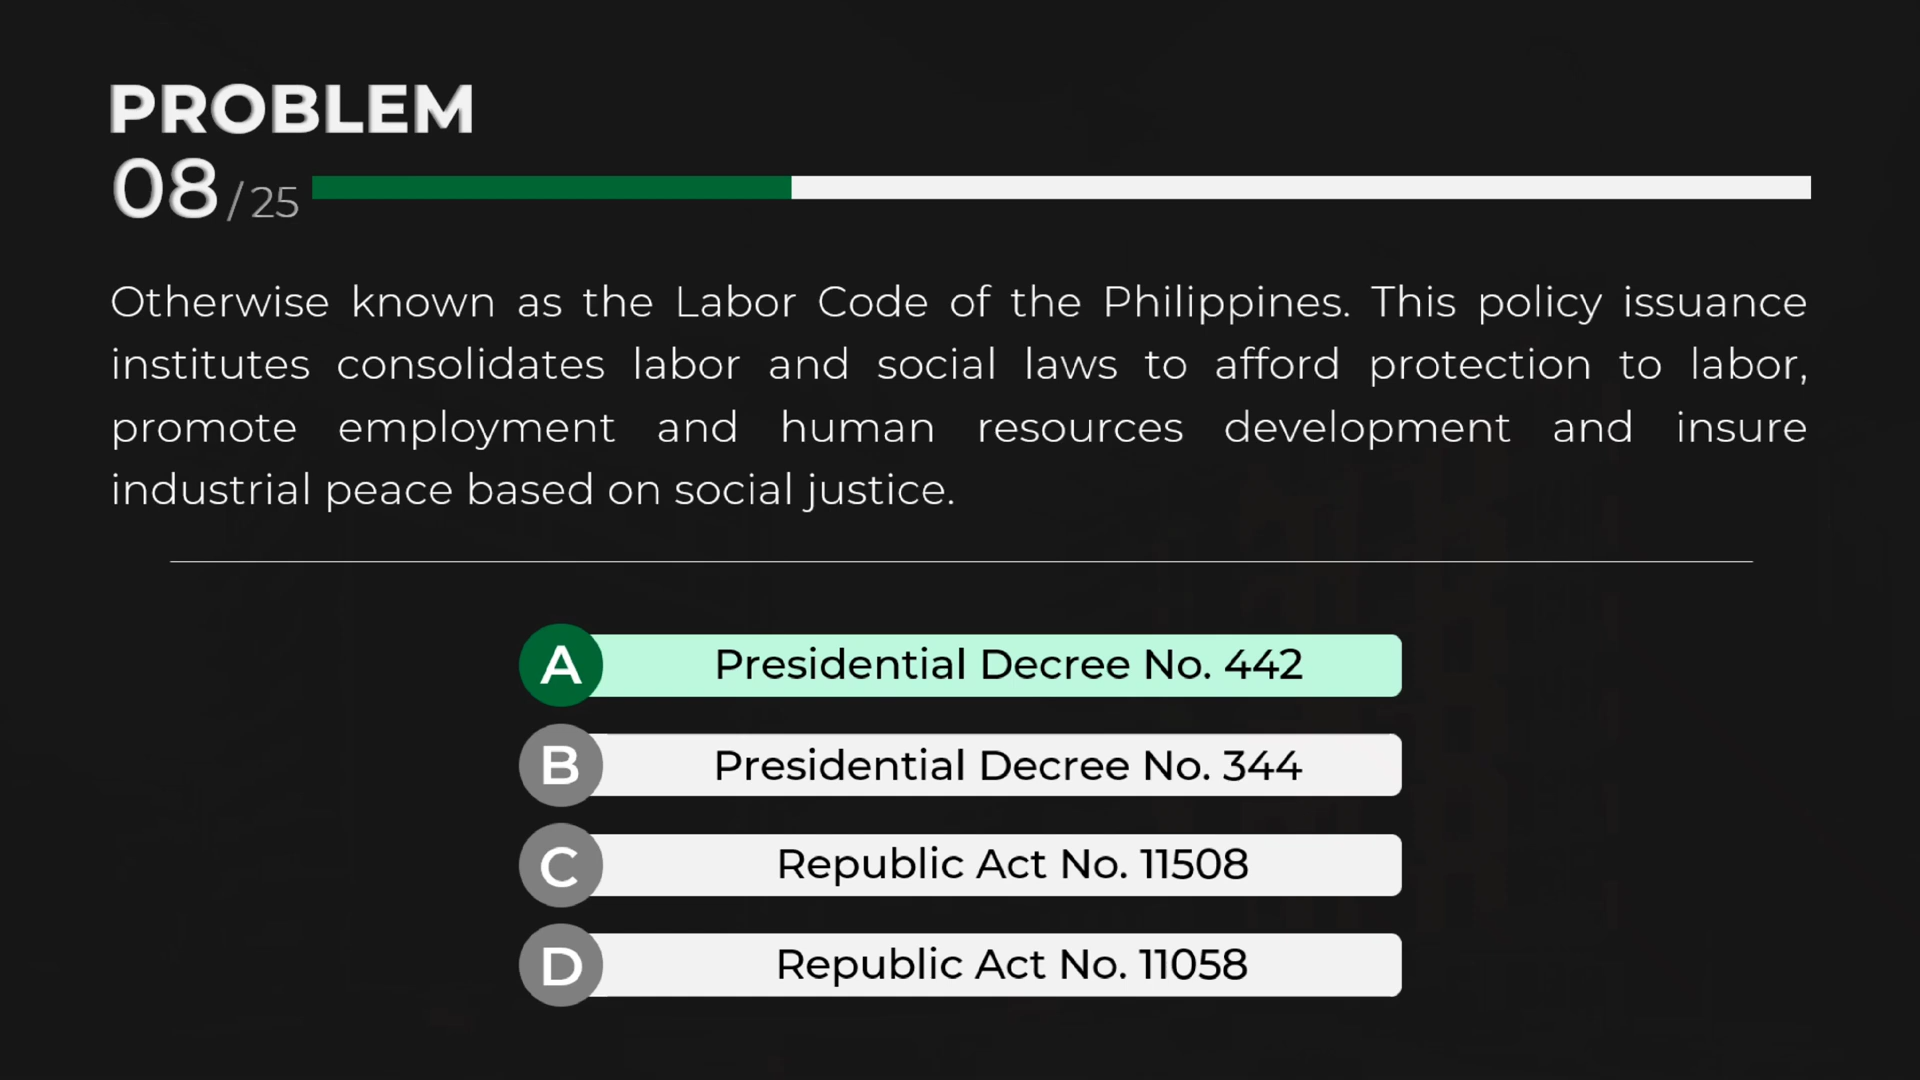 PROBLEM
08 / 25
Otherwise known as the Labor Code of the Philippines. This policy issuance
institutes consolidates labor and social laws to afford protection to labor,
promote employment and human resources development and insure
industrial peace based on social justice.
A Presidential Decree No. 442
B Presidential Decree No. 344
C Republic Act No. 11508
D Republic Act No. 11058